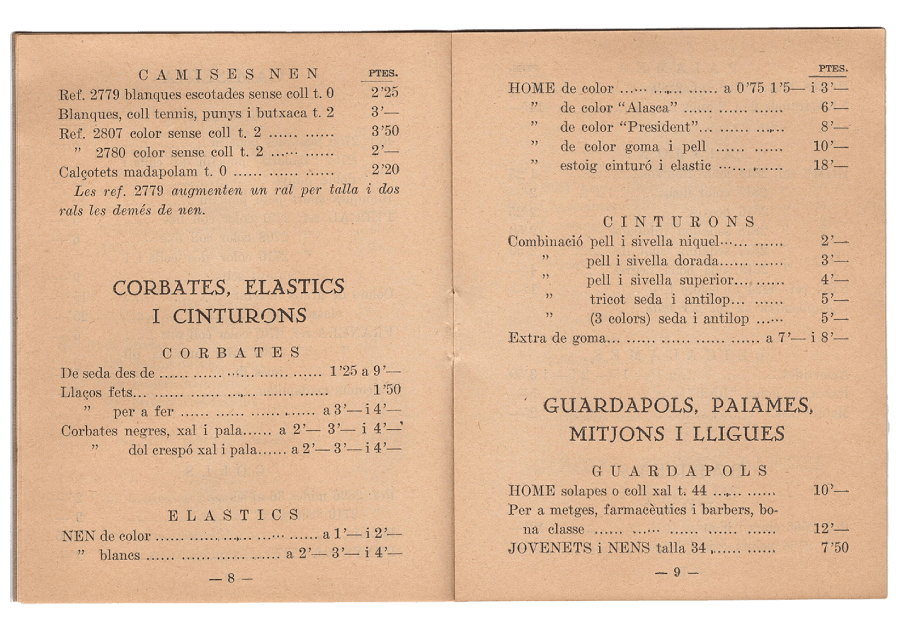 CAMISES NEN PTES.
Ref. 2779 blanques escotades sense coll t. 0 2'25
Blanques, coll tennis, punys i butxaca t. 2 3'—
Ref. 2807 color sense coll t. 2 ...... ...... 3'50
" 2780 color sense coll t. 2 ...... ...... 2'—
Calçotets madapolam t. 0 ...... ...... ...... 2'20
Les ref. 2779 augmenten un ral per talla i dos
rals les demés de nen.
CORBATES, ELASTICS
I CINTURONS
CORBATES
De seda des de ...... ...... ...... ...... ...... 1'25 a 9'—
Llaços fets... ...... ...... ...... ...... ...... 1'50
" per a fer ...... ...... ...... ...... a 3'— i 4'—
Corbates negres, xal i pala...... a 2'— 3'— i 4'—
" dol crespó xal i pala...... a 2'— 3'— i 4'—
ELASTICS
NEN de color ...... ...... ...... ...... ...... a 1'— i 2'—
" blancs ...... ...... ...... ...... a 2'— 3'— i 4'—
— 8 —
PTES.
HOME de color ...... ...... ...... a 0'75 1'5— i 3'—
" de color "Alasca" ...... ...... ...... 6'—
" de color "President"... ...... ...... 8'—
" de color goma i pell ...... ...... 10'—
" estoig cinturó i elastic ...... ...... 18'—
CINTURONS
Combinació pell i sivella niquel...... ...... 2'—
" pell i sivella dorada...... ...... 3'—
" pell i sivella superior... ...... 4'—
" tricot seda i antilop... ...... 5'—
" (3 colors) seda i antilop ...... 5'—
Extra de goma... ...... ...... ...... a 7'— i 8'—
GUARDAPOLS, PAIAMES,
MITJONS I LLIGUES
GUARDAPOLS
HOME solapes o coll xal t. 44 ...... ...... 10'—
Per a metges, farmacèutics i barbers, bo-
na classe ...... ...... ...... ...... ...... 12'—
JOVENETS i NENS talla 34 ...... ...... 7'50
— 9 —